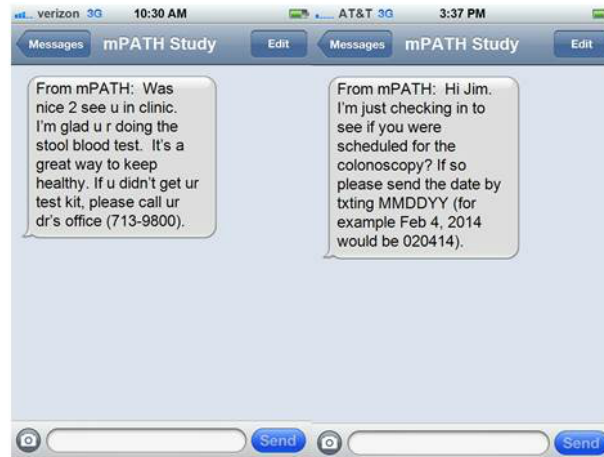 verizon 3G 10:30 AM
Messages mPATH Study Edit
From mPATH: Was
nice 2 see u in clinic.
I'm glad u r doing the
stool blood test. It's a
great way to keep
healthy. If u didn't get ur
test kit, please call ur
dr's office (713-9800).
Send
AT&T 3G 3:37 PM
Messages mPATH Study Edit
From mPATH: Hi Jim.
I'm just checking in to
see if you were
scheduled for the
colonoscopy? If so
please send the date by
txting MMDDYY (for
example Feb 4, 2014
would be 020414).
Send